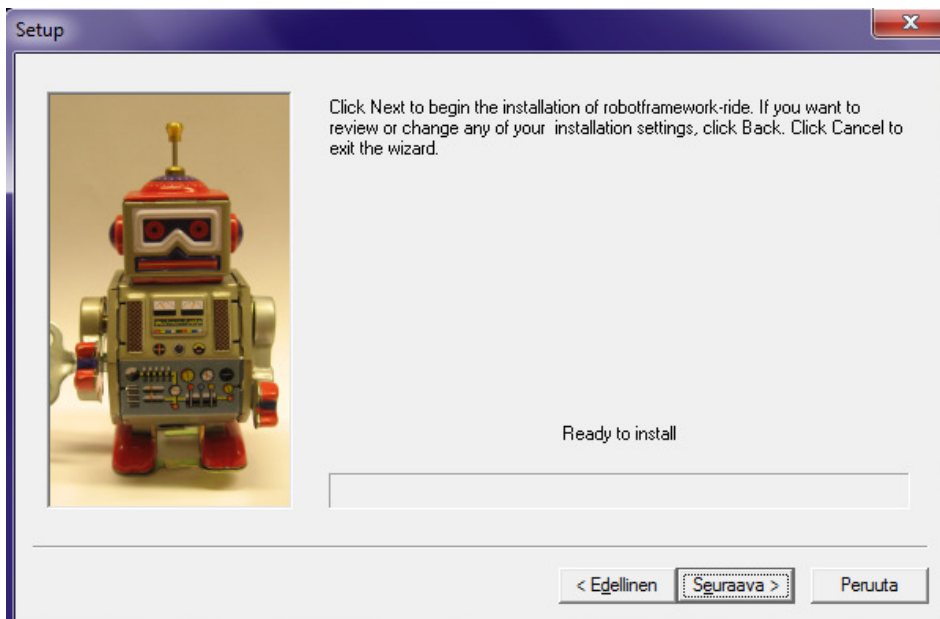 Setup
Click Next to begin the installation of robotframework-ride. If you want to
review or change any of your  installation settings, click Back. Click Cancel to
exit the wizard.
Ready to install
< Edellinen
Seuraava >
Peruuta